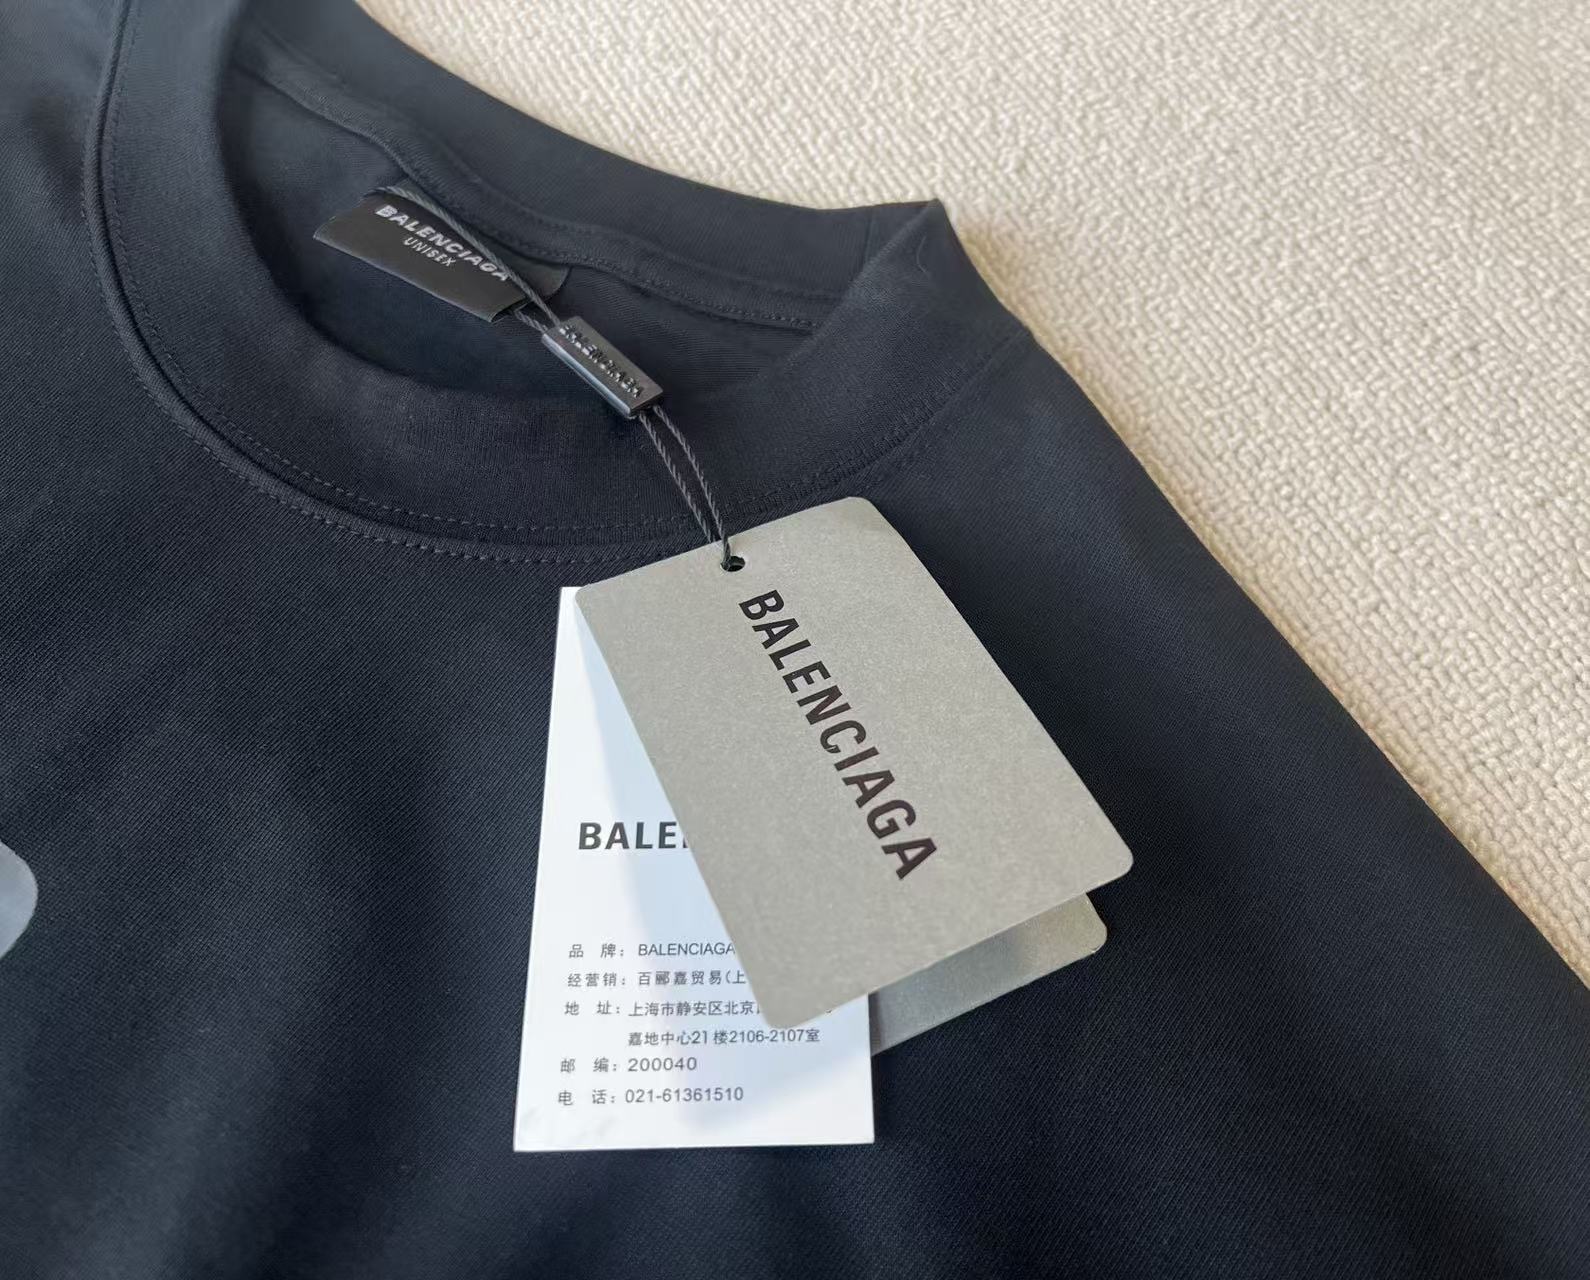 BALENCIAGA
UNISEX
BALENCIAGA
BALENCIAGA
BALE
品 牌: BALENCIAGA
经营销: 百郦嘉贸易(上
地 址: 上海市静安区北京
嘉地中心21楼2106-2107室
邮 编: 200040
电 话: 021-61361510